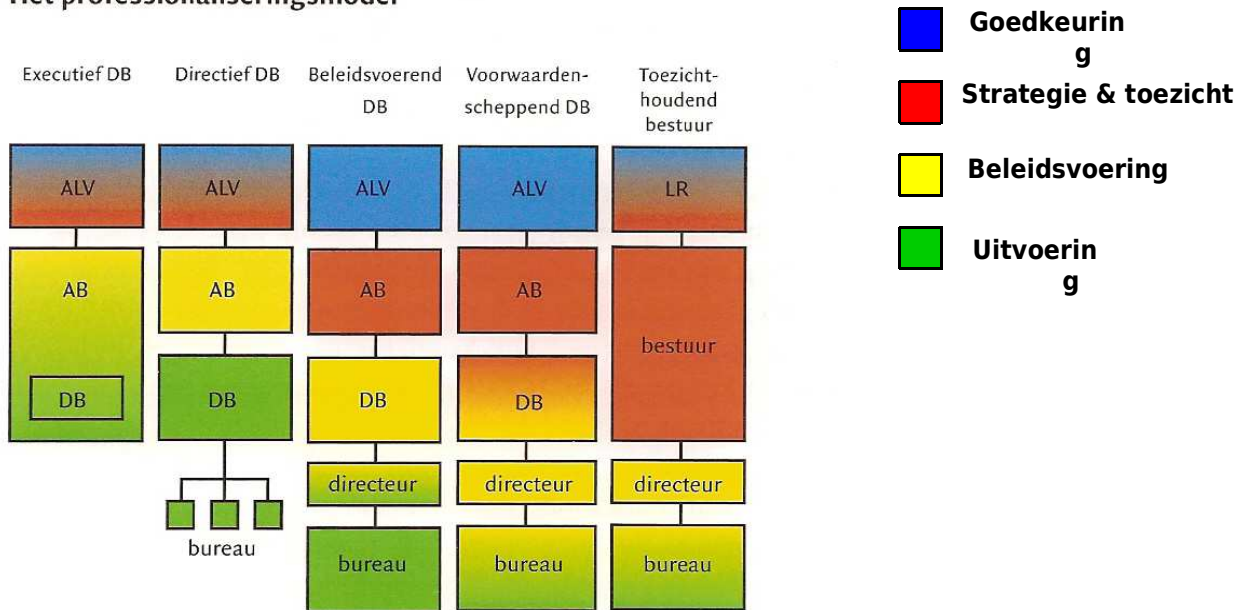 Het professionaliseringsmodel
Executief DB
Directief DB
Beleidsvoerend
DB
Voorwaarden-
scheppend DB
Toezicht-
houdend
bestuur
ALV
ALV
ALV
ALV
LR
AB
AB
AB
AB
bestuur
DB
DB
DB
DB
directeur
directeur
directeur
bureau
bureau
bureau
bureau
Goedkeurin
g
Strategie & toezicht
Beleidsvoering
Uitvoerin
g